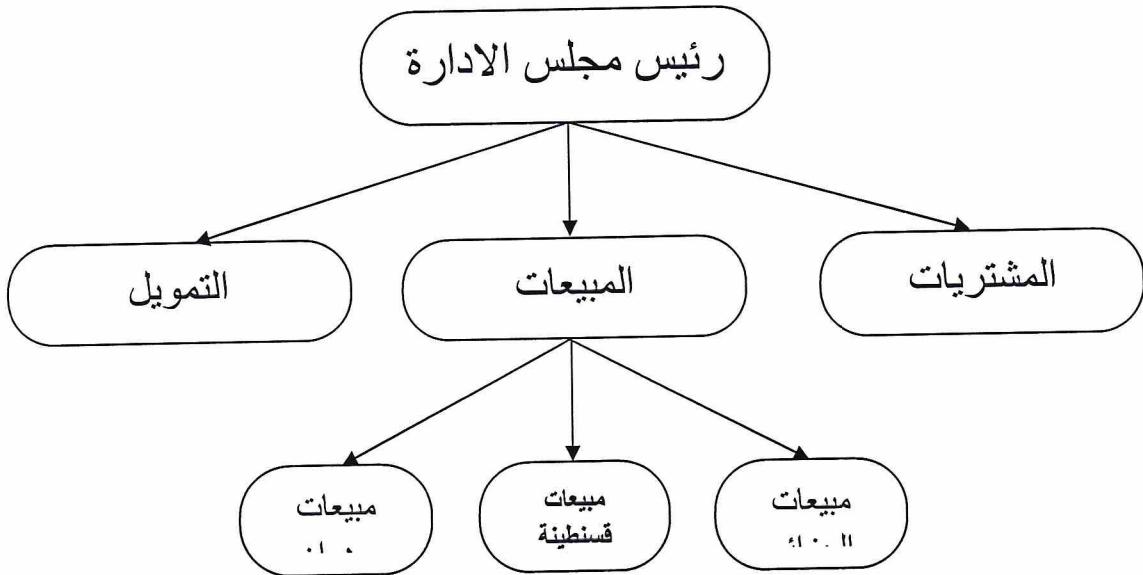 رئيس مجلس الادارة
المشتريات
المبيعات
التمويل
مبيعات
مبيعات
قسنطينة
مبيعات